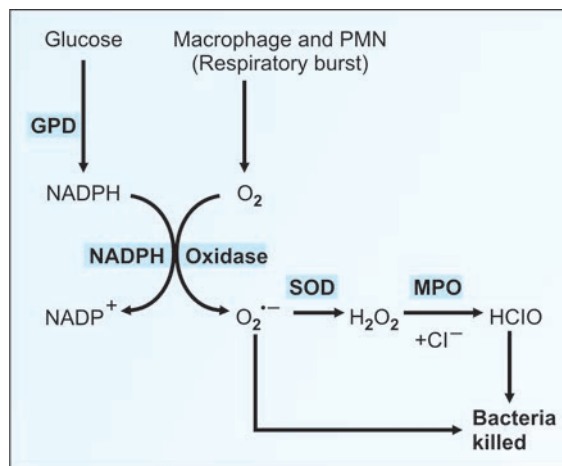 Glucose
Macrophage and PMN
(Respiratory burst)
GPD
NADPH
O₂
NADPH Oxidase
SOD
MPO
NADP⁺
O₂•⁻
H₂O₂
+Cl⁻
HClO
Bacteria
killed